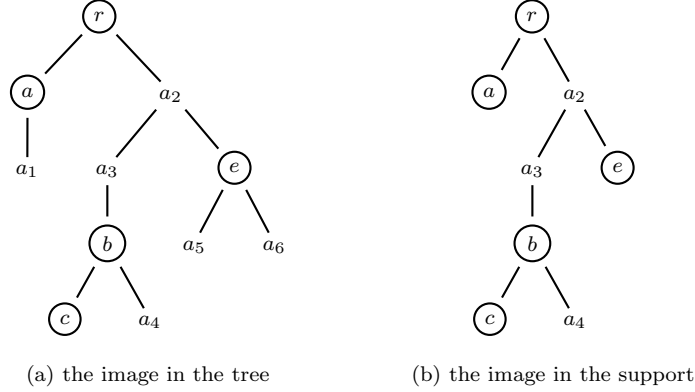 r r
a a₂ a a₂
a₁ a₃ e a₃ e
b a₅ a₆ b
c a₄ c a₄
(a) the image in the tree (b) the image in the support